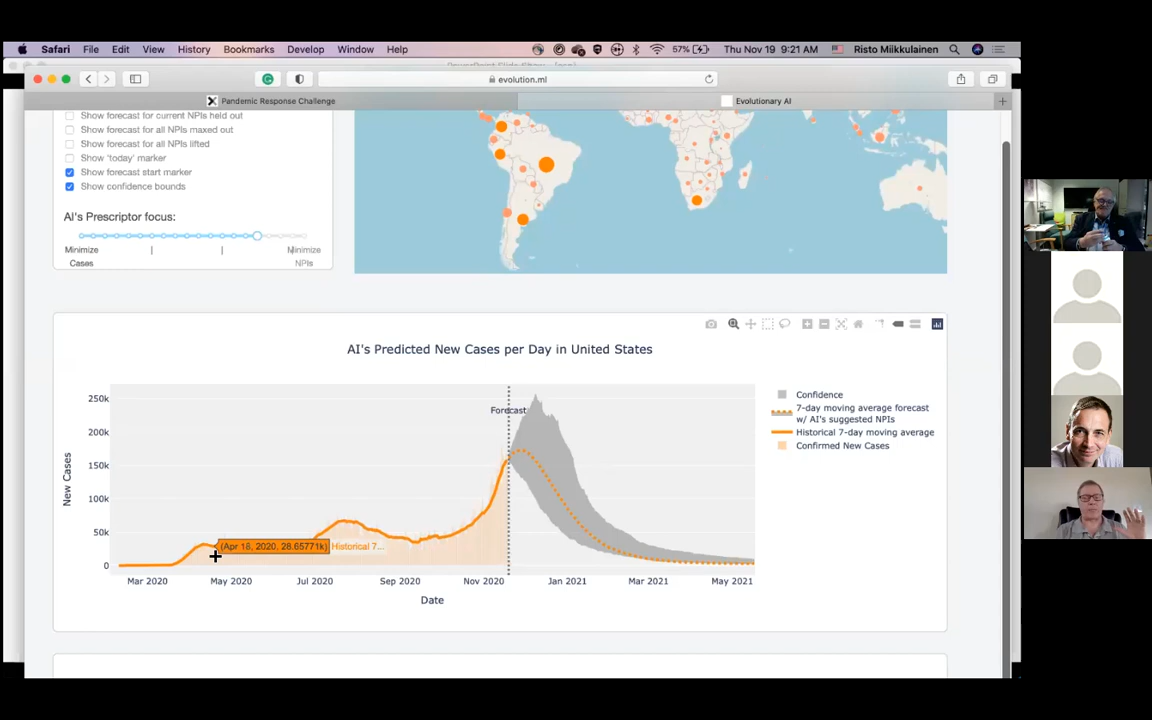 Safari File Edit View History Bookmarks Develop Window Help 57% Thu Nov 19 9:21 AM Risto Miikkulainen
evolution.ml
Pandemic Response Challenge Evolutionary AI
Show forecast for current NPIs held out
Show forecast for all NPIs maxed out
Show forecast for all NPIs lifted
Show 'today' marker
Show forecast start marker
Show confidence bounds
AI's Prescriptor focus:
Minimize Minimize
Cases NPIs
AI's Predicted New Cases per Day in United States
250k
200k
150k
100k
50k
0
New Cases
Forecast
(Apr 18, 2020, 28.65771k) Historical 7...
Mar 2020 May 2020 Jul 2020 Sep 2020 Nov 2020 Jan 2021 Mar 2021 May 2021
Date
Confidence
7-day moving average forecast
w/ AI's suggested NPIs
Historical 7-day moving average
Confirmed New Cases